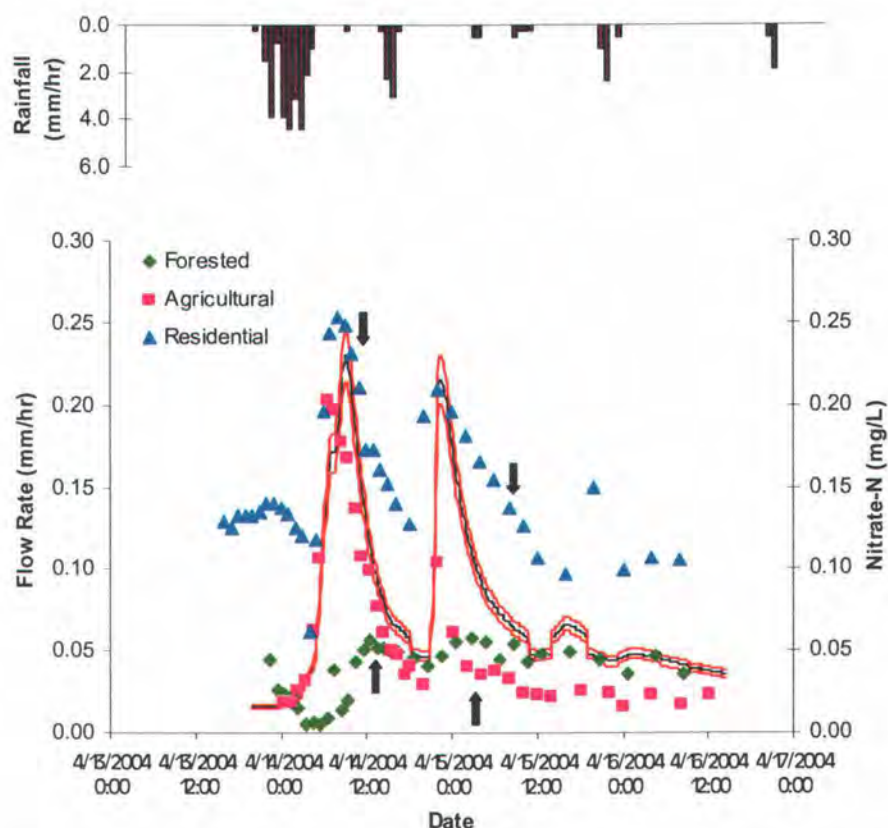 0.0
2.0
4.0
6.0
Rainfall
(mm/hr)
0.30
0.25
0.20
0.15
0.10
0.05
0.00
Flow Rate (mm/hr)
Forested
Agricultural
Residential
0.30
0.25
0.20
0.15
0.10
0.05
0.00
Nitrate-N (mg/L)
4/13/2004 4/13/2004 4/14/2004 4/14/2004 4/15/2004 4/15/2004 4/16/2004 4/16/2004 4/17/2004
0:00 12:00 0:00 12:00 0:00 12:00 0:00 12:00 0:00
Date